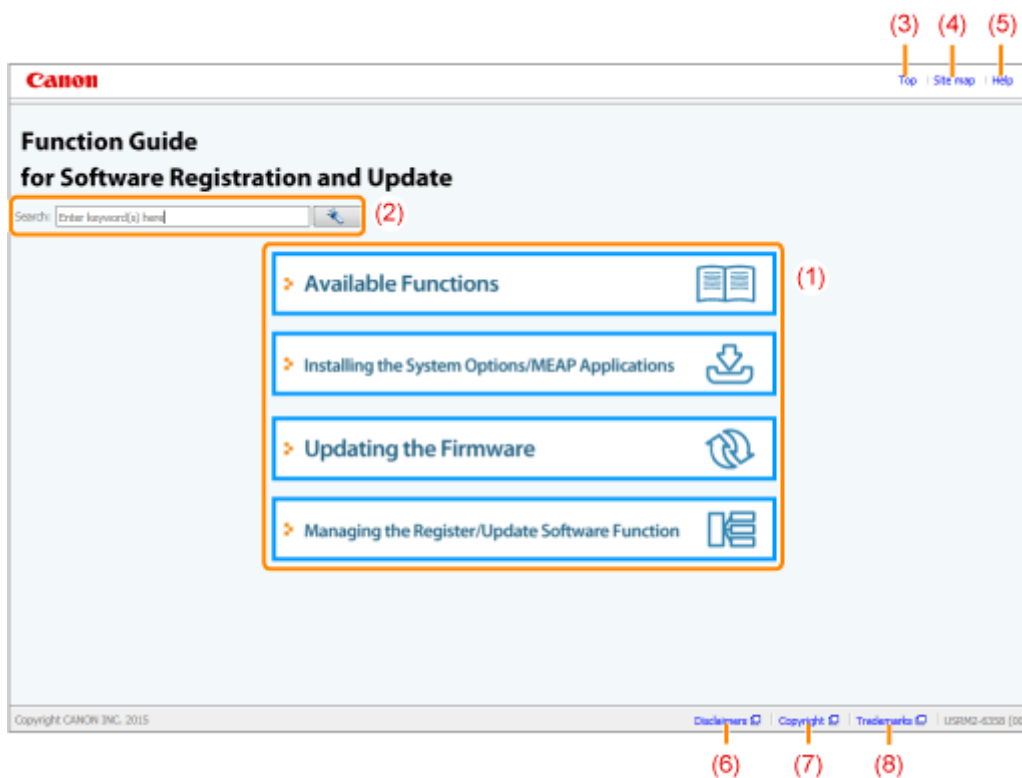 (3) (4) (5)
Canon
Top Site map Help
Function Guide
for Software Registration and Update
Search: Enter keyword(s) here (2)
Available Functions (1)
Installing the System Options/MEAP Applications
Updating the Firmware
Managing the Register/Update Software Function
Copyright CANON INC. 2015 Disclaimers Copyright Trademarks USRM2-6358 [00
(6) (7) (8)